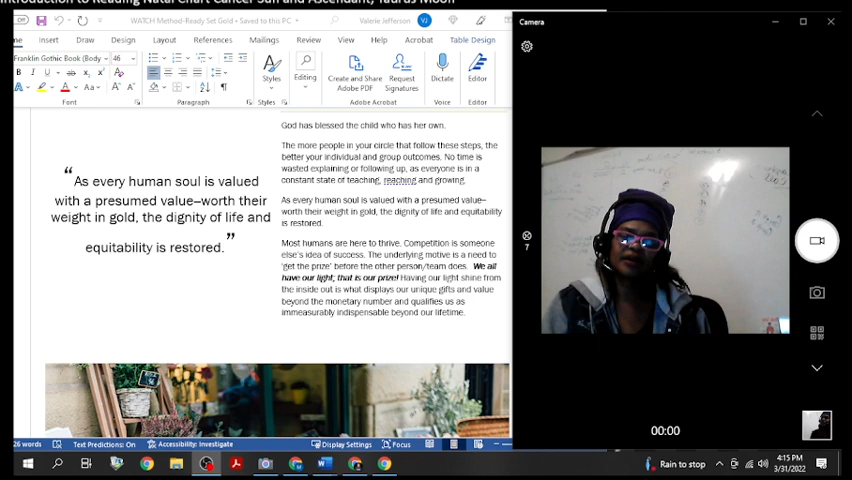 Introduction to Reading Natal Chart Cancer Sun and Ascendant, Taurus Moon
Off
WATCH Method-Ready Set Gold • Saved to this PC
Valerie Jefferson
VJ
Camera
me
Insert
Draw
Design
Layout
References
Mailings
Review
View
Help
Acrobat
Table Design
Franklin Gothic Book (Body
46
Styles
Editing
Create and Share
Adobe PDF
Request
Signatures
Dictate
Editor
Font
Paragraph
Styles
Adobe Acrobat
Voice
Editor
“As every human soul is valued
with a presumed value–worth their
weight in gold, the dignity of life and
equitability is restored.”
God has blessed the child who has her own.
The more people in your circle that follow these steps, the
better your individual and group outcomes. No time is
wasted explaining or following up, as everyone is in a
constant state of teaching, reaching and growing.
As every human soul is valued with a presumed value–
worth their weight in gold, the dignity of life and equitability
is restored.
Most humans are here to thrive. Competition is someone
else's idea of success. The underlying motive is a need to
'get the prize' before the other person/team does. We all
have our light; that is our prize! Having our light shine from
the inside out is what displays our unique gifts and value
beyond the monetary number and qualifies us as
immeasurably indispensable beyond our lifetime.
7
00:00
26 words
Text Predictions: On
Accessibility: Investigate
Display Settings
Focus
Rain to stop
4:15 PM
3/31/2022